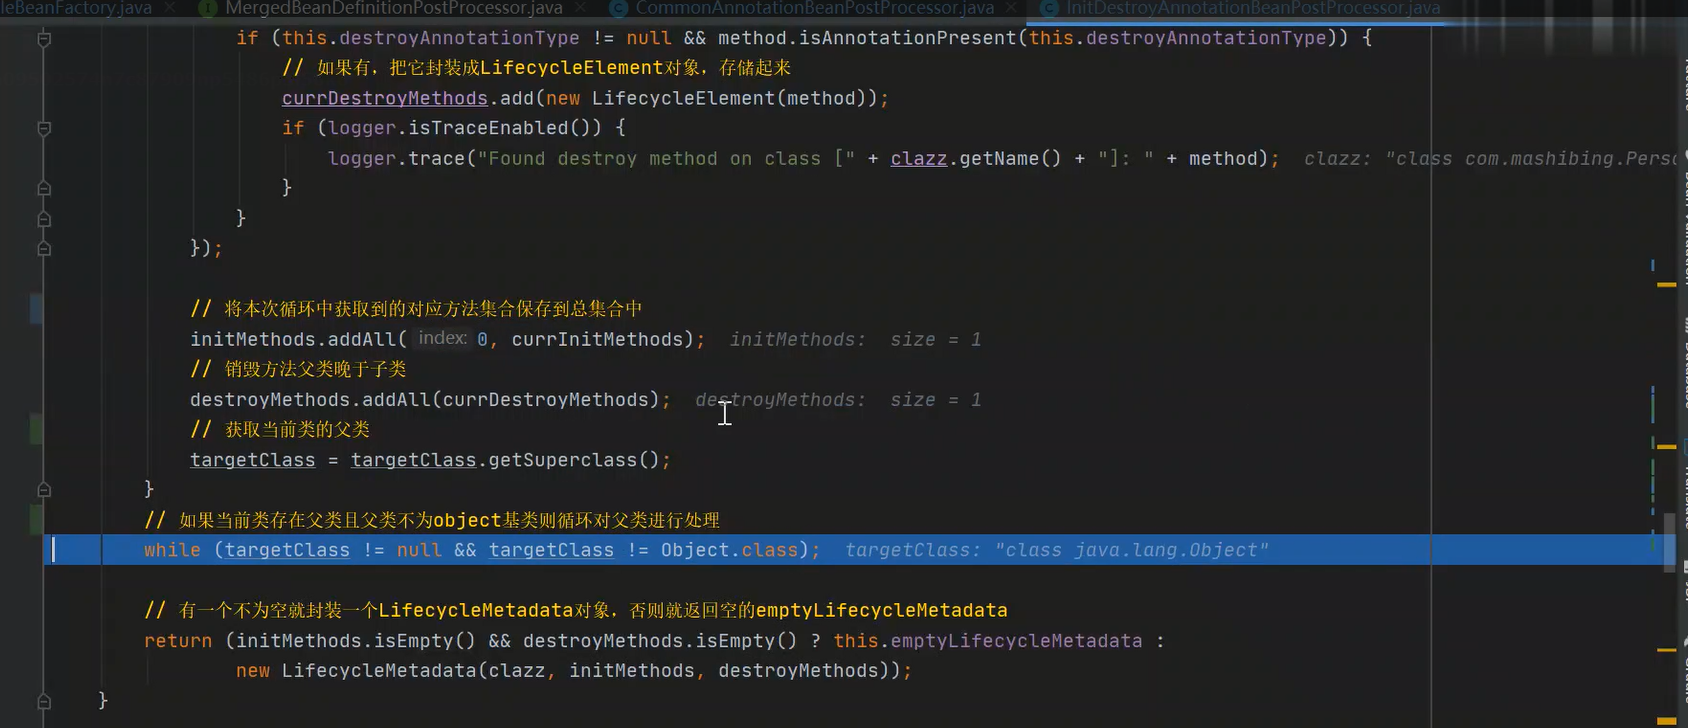 leBeanFactory.java MergedBeanDefinitionPostProcessor.java CommonAnnotationBeanPostProcessor.java InitDestroyAnnotationBeanPostProcessor.java
if (this.destroyAnnotationType != null && method.isAnnotationPresent(this.destroyAnnotationType)) {
// 如果有，把它封装成LifecycleElement对象，存储起来
currDestroyMethods.add(new LifecycleElement(method));
if (logger.isTraceEnabled()) {
logger.trace("Found destroy method on class [" + clazz.getName() + "]: " + method); clazz: "class com.mashibing.Perso
}
}
});
// 将本次循环中获取到的对应方法集合保存到总集合中
initMethods.addAll( index: 0, currInitMethods); initMethods: size = 1
// 销毁方法父类晚于子类
destroyMethods.addAll(currDestroyMethods); destroyMethods: size = 1
// 获取当前类的父类
targetClass = targetClass.getSuperclass();
}
// 如果当前类存在父类且父类不为object基类则循环对父类进行处理
while (targetClass != null && targetClass != Object.class); targetClass: "class java.lang.Object"
// 有一个不为空就封装一个LifecycleMetadata对象，否则就返回空的emptyLifecycleMetadata
return (initMethods.isEmpty() && destroyMethods.isEmpty() ? this.emptyLifecycleMetadata :
new LifecycleMetadata(clazz, initMethods, destroyMethods));
}